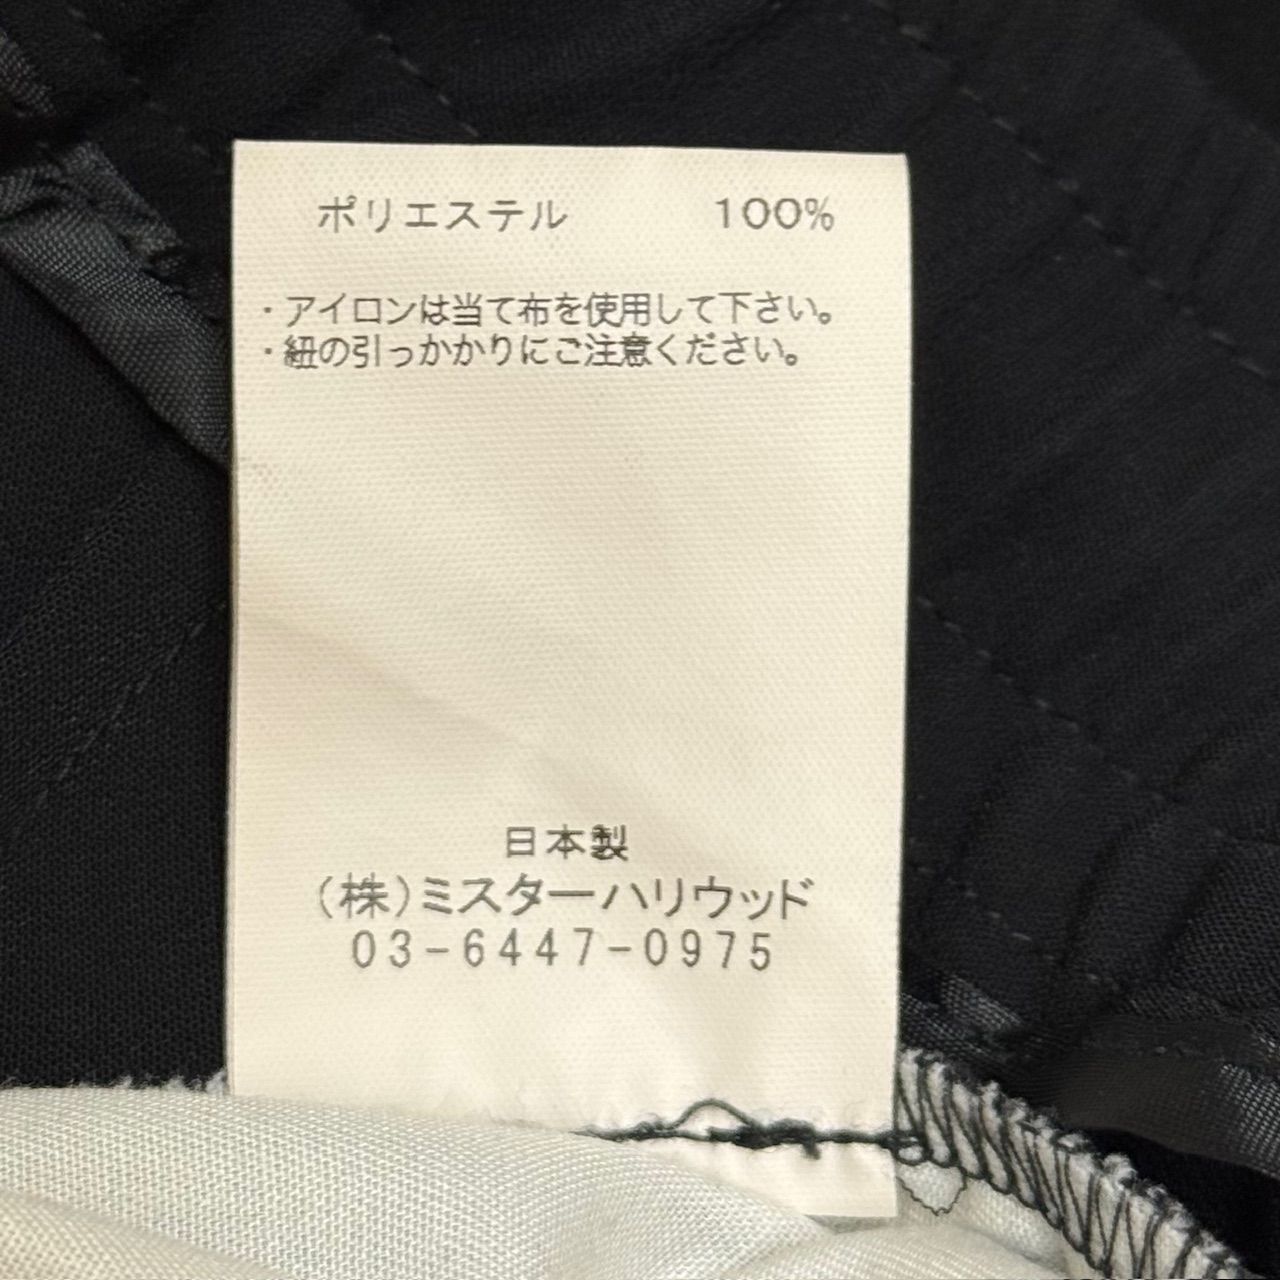 ポリエステル 100%
・アイロンは当て布を使用して下さい。
・紐の引っかかりにご注意ください。
日本製
(株)ミスターハリウッド
03-6447-0975